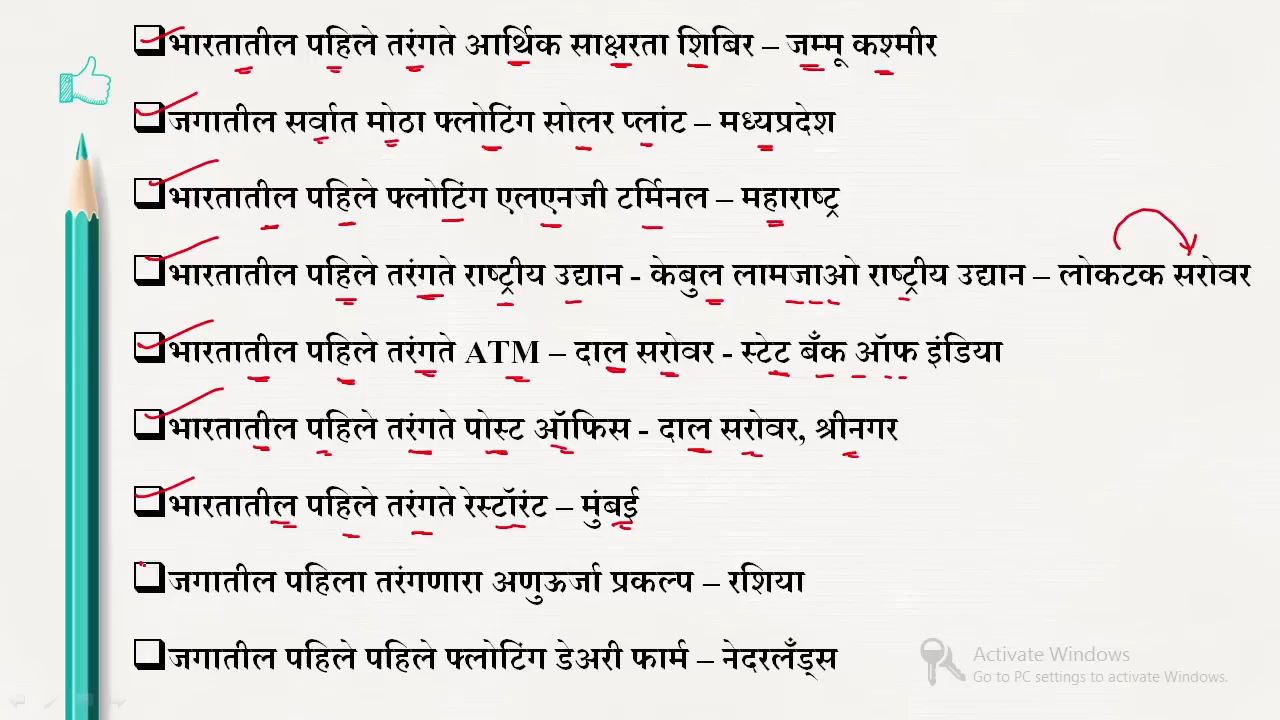 भारतातील पहिले तरंगते आर्थिक साक्षरता शिबिर – जम्मू कश्मीर
जगातील सर्वात मोठा फ्लोटिंग सोलर प्लांट – मध्यप्रदेश
भारतातील पहिले फ्लोटिंग एलएनजी टर्मिनल – महाराष्ट्र
भारतातील पहिले तरंगते राष्ट्रीय उद्यान - केबुल लामजाओ राष्ट्रीय उद्यान – लोकटक सरोवर
भारतातील पहिले तरंगते ATM – दाल सरोवर - स्टेट बँक ऑफ इंडिया
भारतातील पहिले तरंगते पोस्ट ऑफिस - दाल सरोवर, श्रीनगर
भारतातील पहिले तरंगते रेस्टॉरंट – मुंबई
जगातील पहिला तरंगणारा अणुऊर्जा प्रकल्प – रशिया
जगातील पहिले पहिले फ्लोटिंग डेअरी फार्म – नेदरलँड्स
Activate Windows
Go to PC settings to activate Windows.